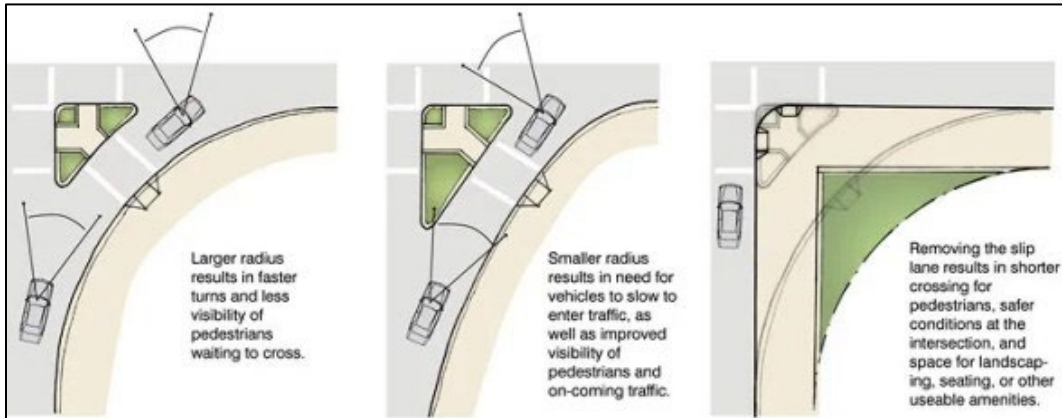 Larger radius
results in faster
turns and less
visibility of
pedestrians
waiting to cross.
Smaller radius
results in need for
vehicles to slow to
enter traffic, as
well as improved
visibility of
pedestrians and
on-coming traffic.
Removing the slip
lane results in shorter
crossing for
pedestrians, safer
conditions at the
intersection, and
space for landscap-
ing, seating, or other
useable amenities.